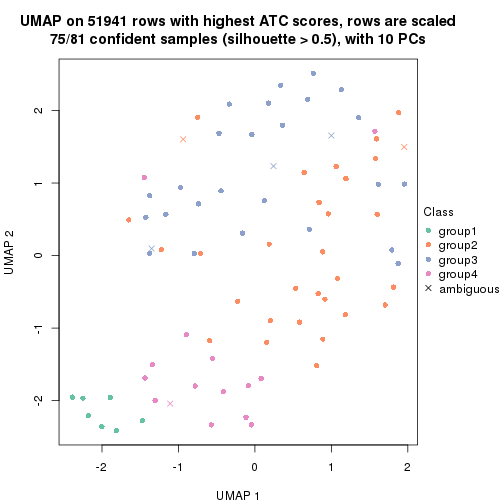 UMAP on 51941 rows with highest ATC scores, rows are scaled
75/81 confident samples (silhouette > 0.5), with 10 PCs
UMAP 2
2
1
0
-1
-2
-2
-1
0
1
2
UMAP 1
Class
group1
group2
group3
group4
ambiguous